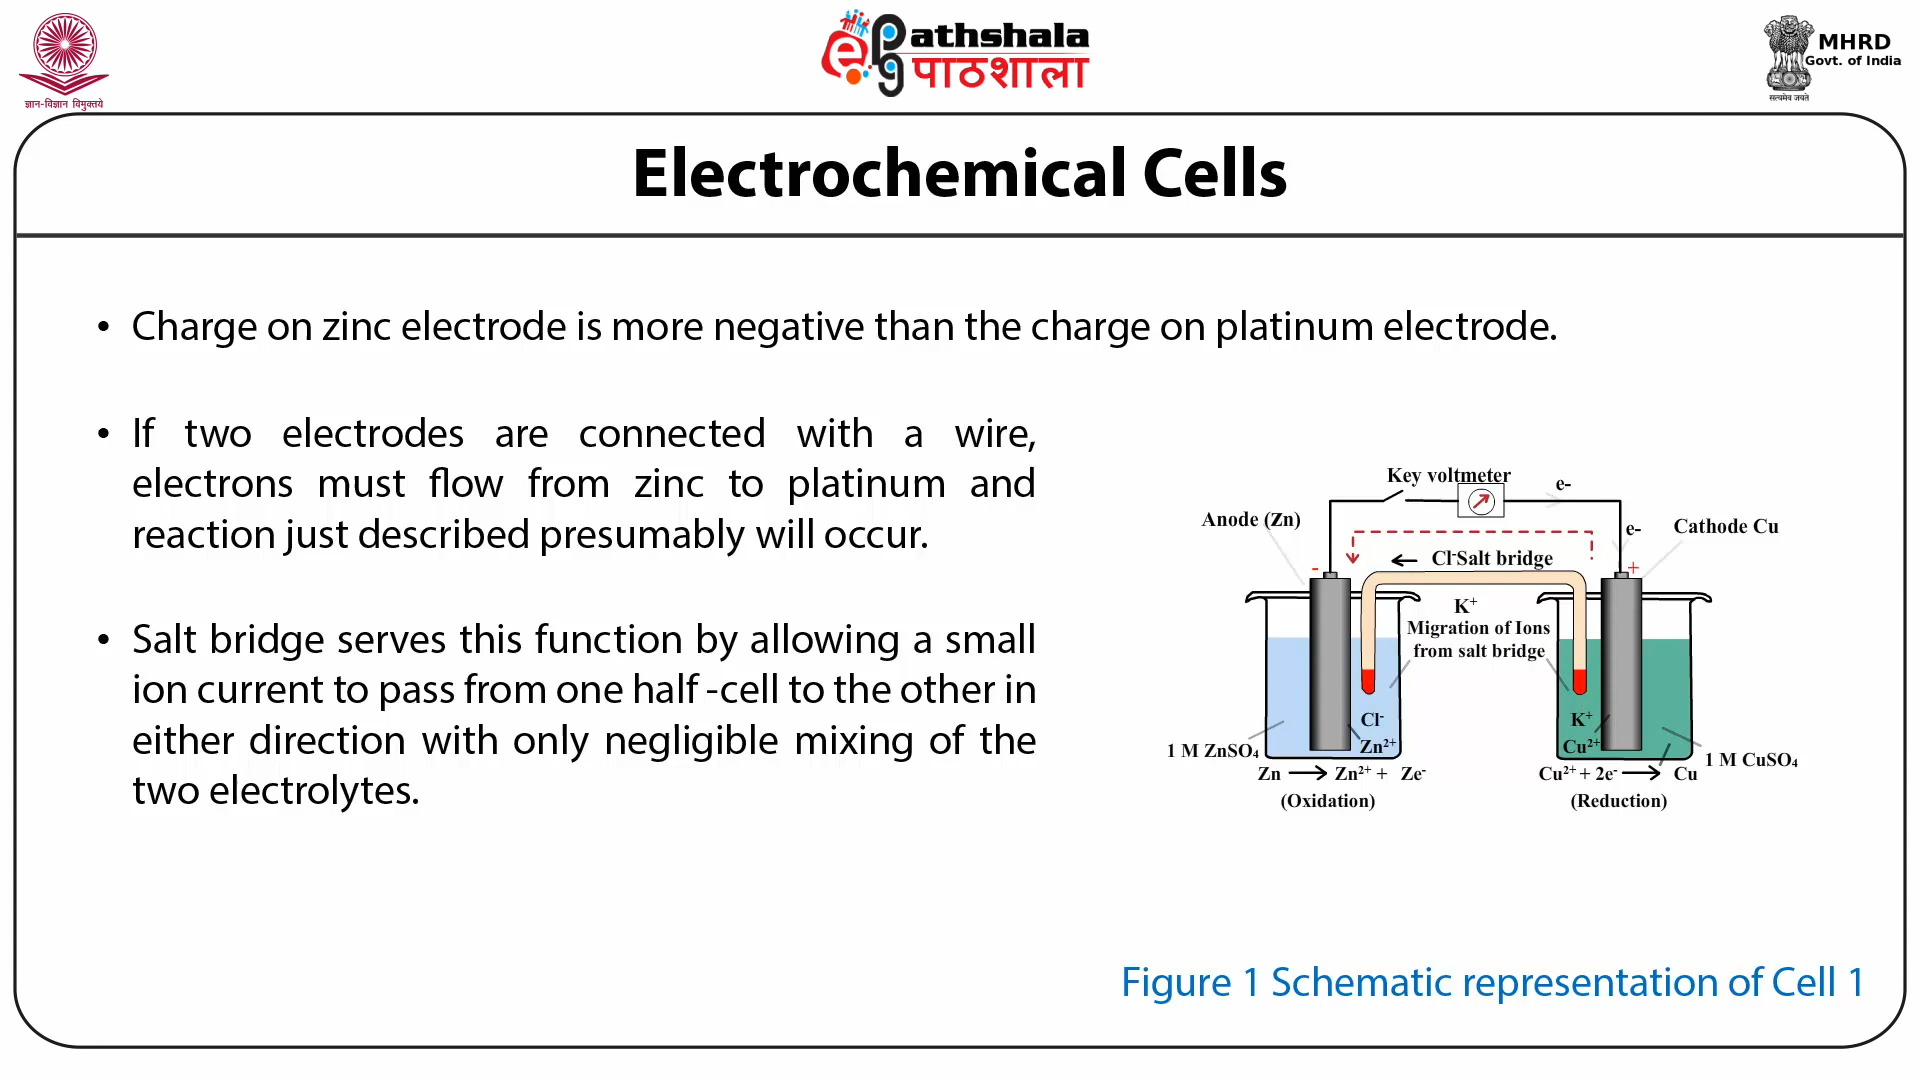 ज्ञान-विज्ञान विमुक्तये
ePathshala
पाठशाला
MHRD
Govt. of India
सत्यमेव जयते
Electrochemical Cells
• Charge on zinc electrode is more negative than the charge on platinum electrode.
• If two electrodes are connected with a wire,
electrons must flow from zinc to platinum and
reaction just described presumably will occur.
• Salt bridge serves this function by allowing a small
ion current to pass from one half -cell to the other in
either direction with only negligible mixing of the
two electrolytes.
Key voltmeter
e-
Anode (Zn)
e-
Cathode Cu
Cl⁻Salt bridge
-
+
K⁺
Migration of Ions
from salt bridge
Cl⁻
Zn²⁺
K⁺
Cu²⁺
1 M ZnSO₄
1 M CuSO₄
Zn → Zn²⁺ + Ze⁻
(Oxidation)
Cu²⁺ + 2e⁻ → Cu
(Reduction)
Figure 1 Schematic representation of Cell 1